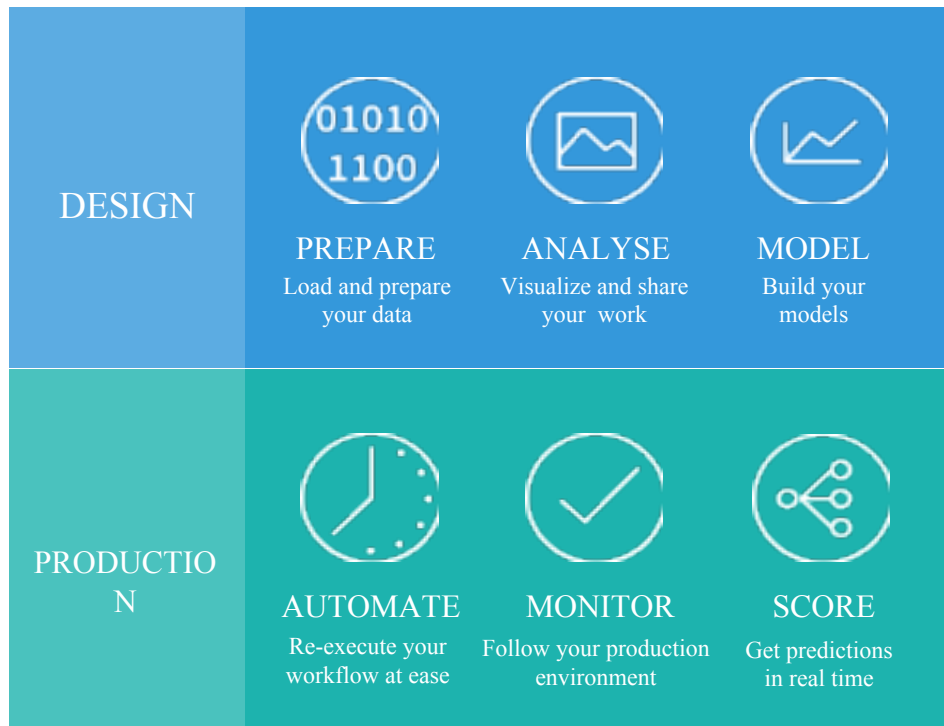 DESIGN
01010
1100
PREPARE
Load and prepare
your data
ANALYSE
Visualize and share
your  work
MODEL
Build your
models
PRODUCTIO
N
AUTOMATE
Re-execute your
workflow at ease
MONITOR
Follow your production
environment
SCORE
Get predictions
in real time